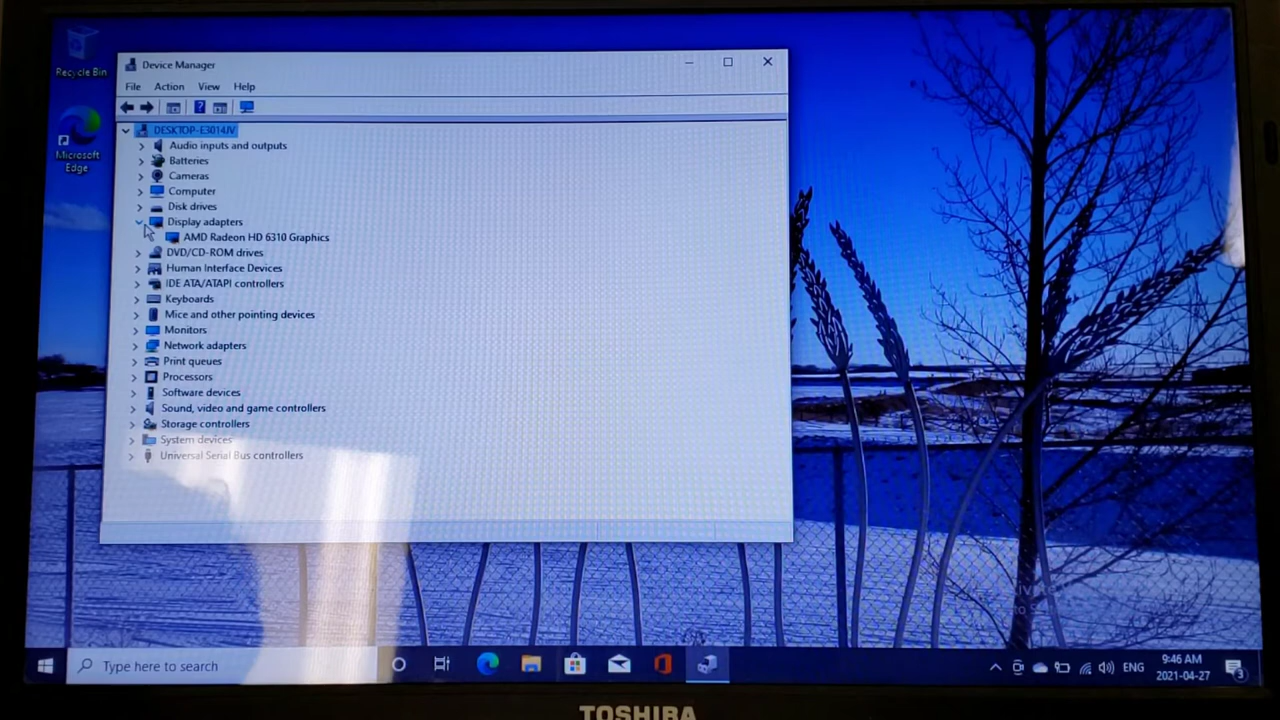 Recycle Bin
Microsoft
Edge
Device Manager
File Action View Help
DESKTOP-E3014JV
Audio inputs and outputs
Batteries
Cameras
Computer
Disk drives
Display adapters
AMD Radeon HD 6310 Graphics
DVD/CD-ROM drives
Human Interface Devices
IDE ATA/ATAPI controllers
Keyboards
Mice and other pointing devices
Monitors
Network adapters
Print queues
Processors
Software devices
Sound, video and game controllers
Storage controllers
System devices
Universal Serial Bus controllers
Type here to search
ENG
9:46 AM
2021-04-27
3
TOSHIBA